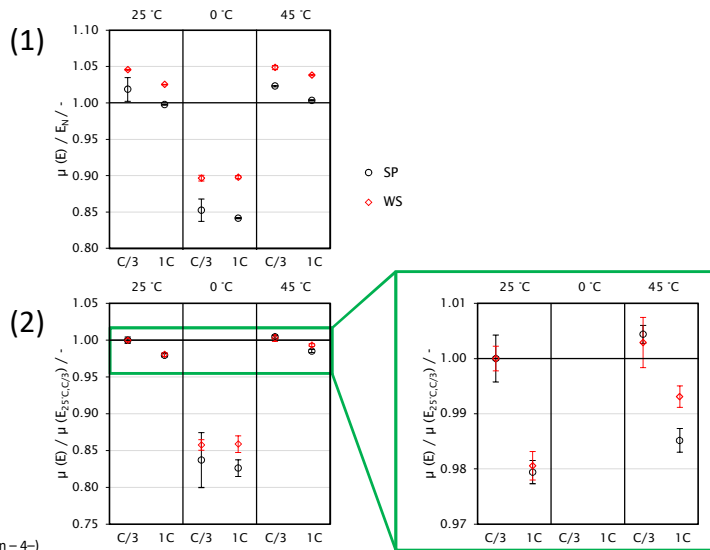 (1)
25 °C 0 °C 45 °C
μ (E) / E_N / -
1.10
1.05
1.00
0.95
0.90
0.85
0.80
C/3 1C C/3 1C C/3 1C
SP
WS
(2)
25 °C 0 °C 45 °C
μ (E) / μ (E_25°C,C/3) / -
1.05
1.00
0.95
0.90
0.85
0.80
0.75
C/3 1C C/3 1C C/3 1C
25 °C 0 °C 45 °C
μ (E) / μ (E_25°C,C/3) / -
1.01
1.00
0.99
0.98
0.97
C/3 1C C/3 1C C/3 1C
n – 4–)